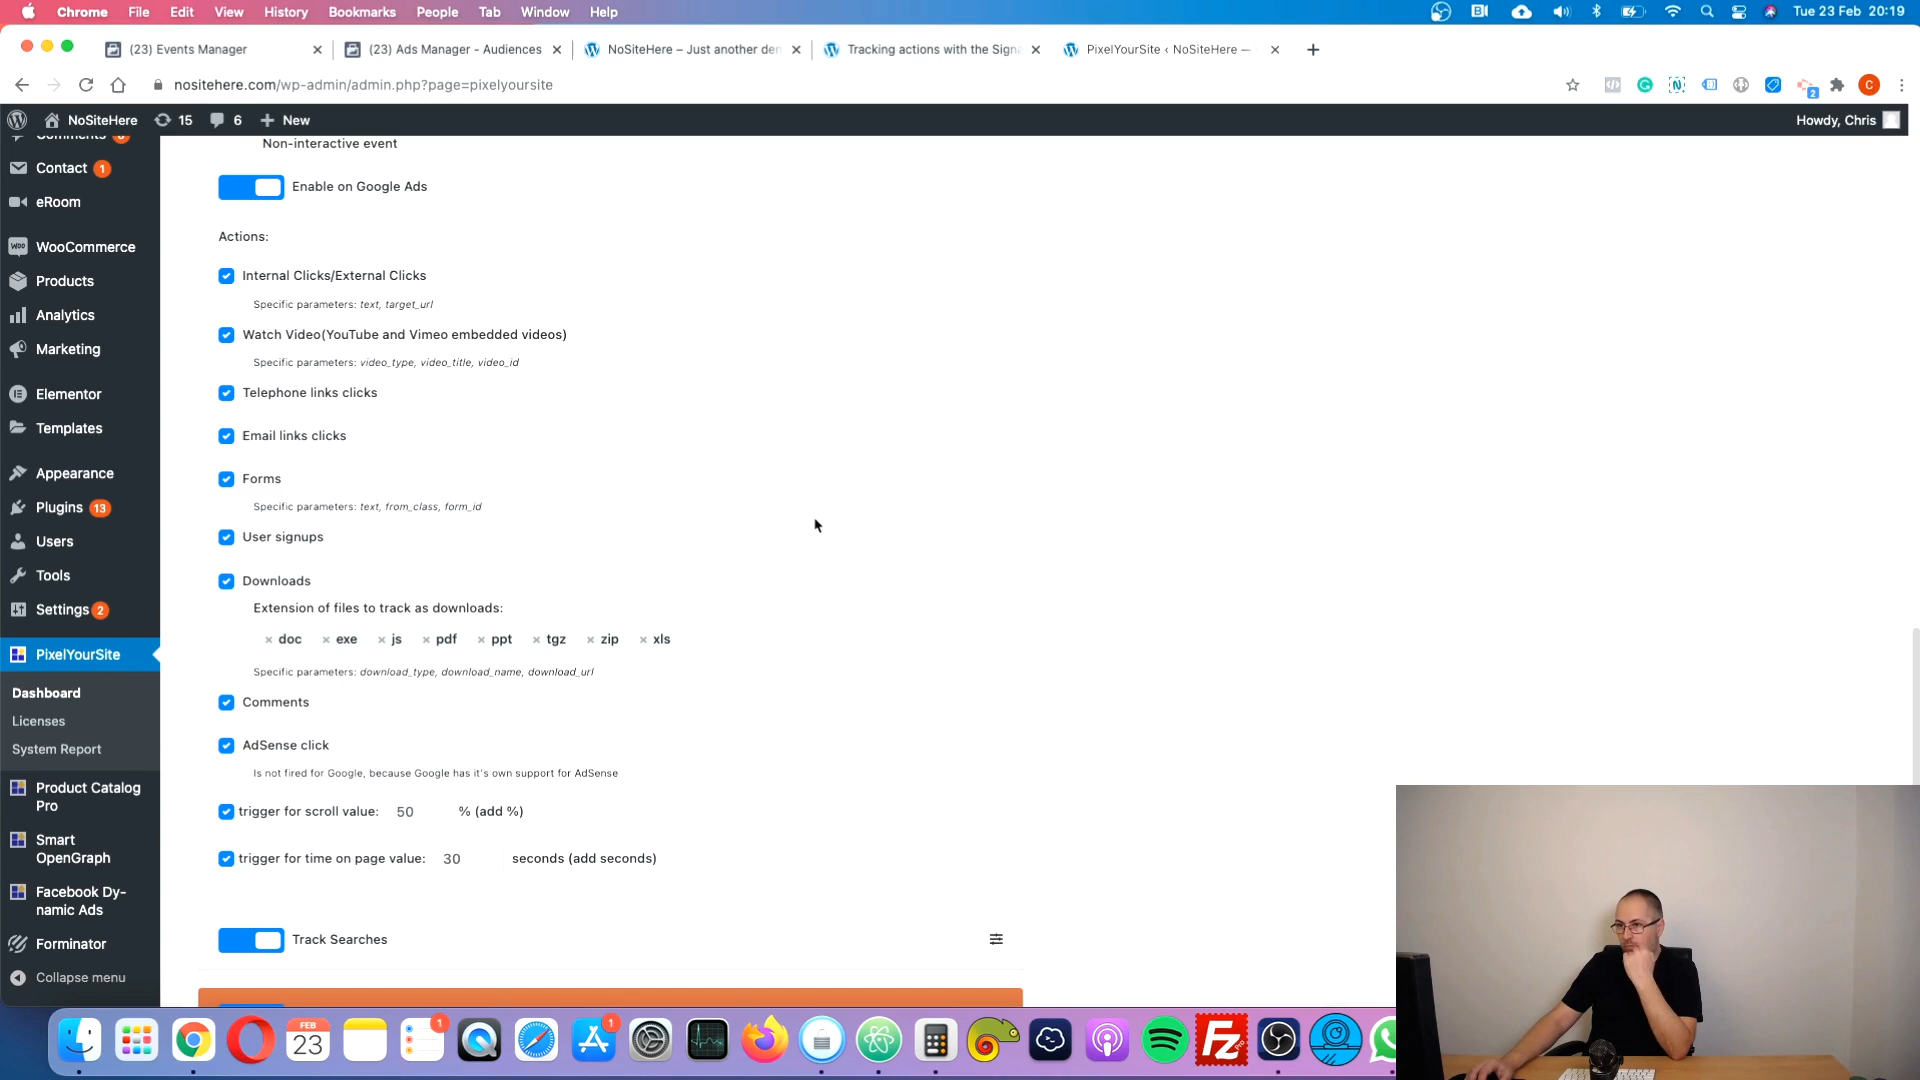 Chrome File Edit View History Bookmarks People Tab Window Help
Tue 23 Feb 20:19
(23) Events Manager
(23) Ads Manager - Audiences
NoSiteHere – Just another den
Tracking actions with the Signa
PixelYourSite ‹ NoSiteHere —
nositehere.com/wp-admin/admin.php?page=pixelyoursite
NoSiteHere 15 6 New
Howdy, Chris
Comments
Contact 1
eRoom
WooCommerce
Products
Analytics
Marketing
Elementor
Templates
Appearance
Plugins 13
Users
Tools
Settings 2
PixelYourSite
Dashboard
Licenses
System Report
Product Catalog
Pro
Smart
OpenGraph
Facebook Dy-
namic Ads
Forminator
Collapse menu
Non-interactive event
Enable on Google Ads
Actions:
Internal Clicks/External Clicks
Specific parameters: text, target_url
Watch Video(YouTube and Vimeo embedded videos)
Specific parameters: video_type, video_title, video_id
Telephone links clicks
Email links clicks
Forms
Specific parameters: text, from_class, form_id
User signups
Downloads
Extension of files to track as downloads:
× doc × exe × js × pdf × ppt × tgz × zip × xls
Specific parameters: download_type, download_name, download_url
Comments
AdSense click
Is not fired for Google, because Google has it's own support for AdSense
trigger for scroll value: 50 % (add %)
trigger for time on page value: 30 seconds (add seconds)
Track Searches
FEB
23
1
1
Fz